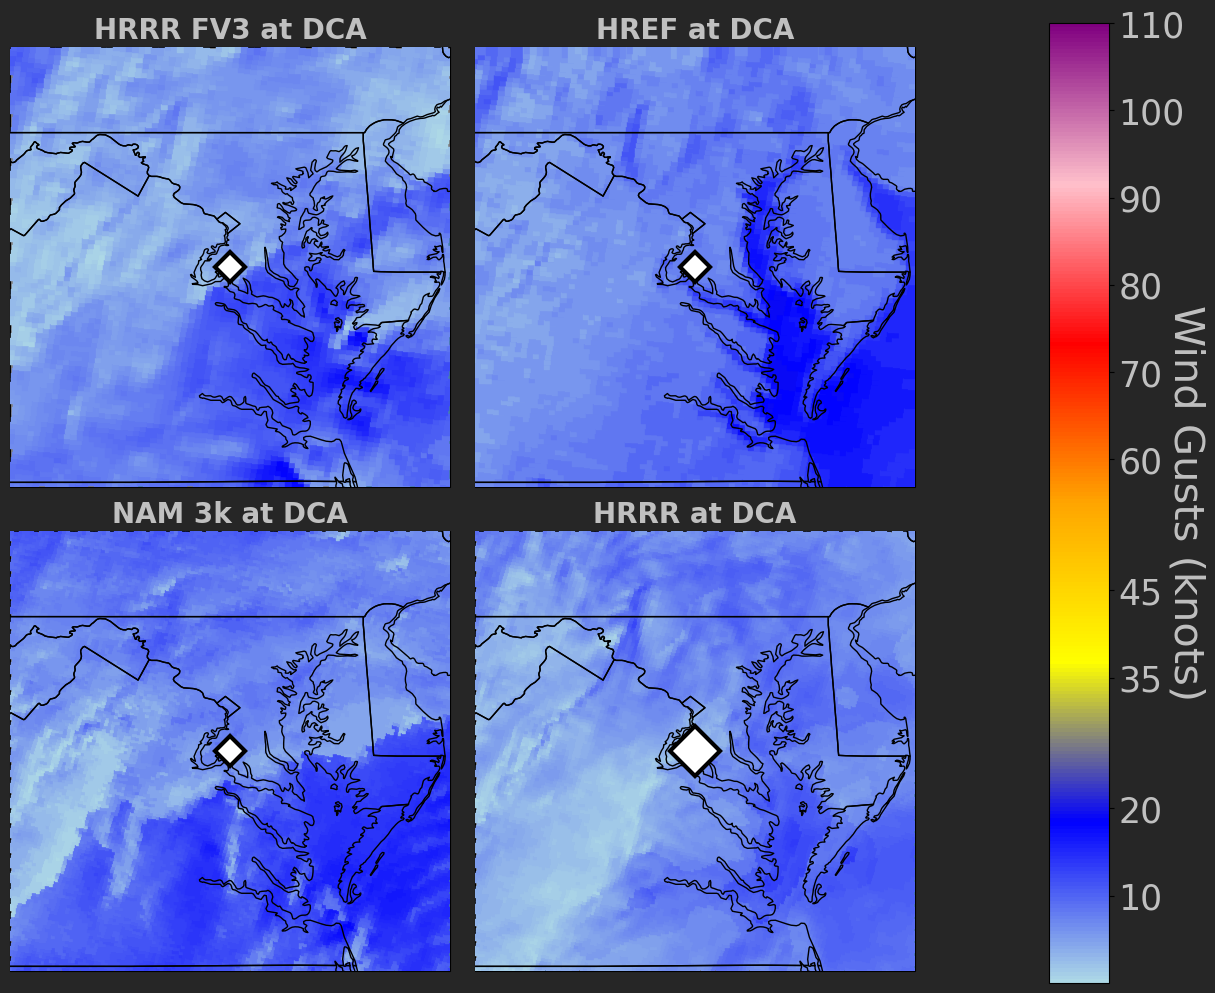 HRRR FV3 at DCA
HREF at DCA
NAM 3k at DCA
HRRR at DCA
110
100
90
80
70
60
45
35
20
10
Wind Gusts (knots)